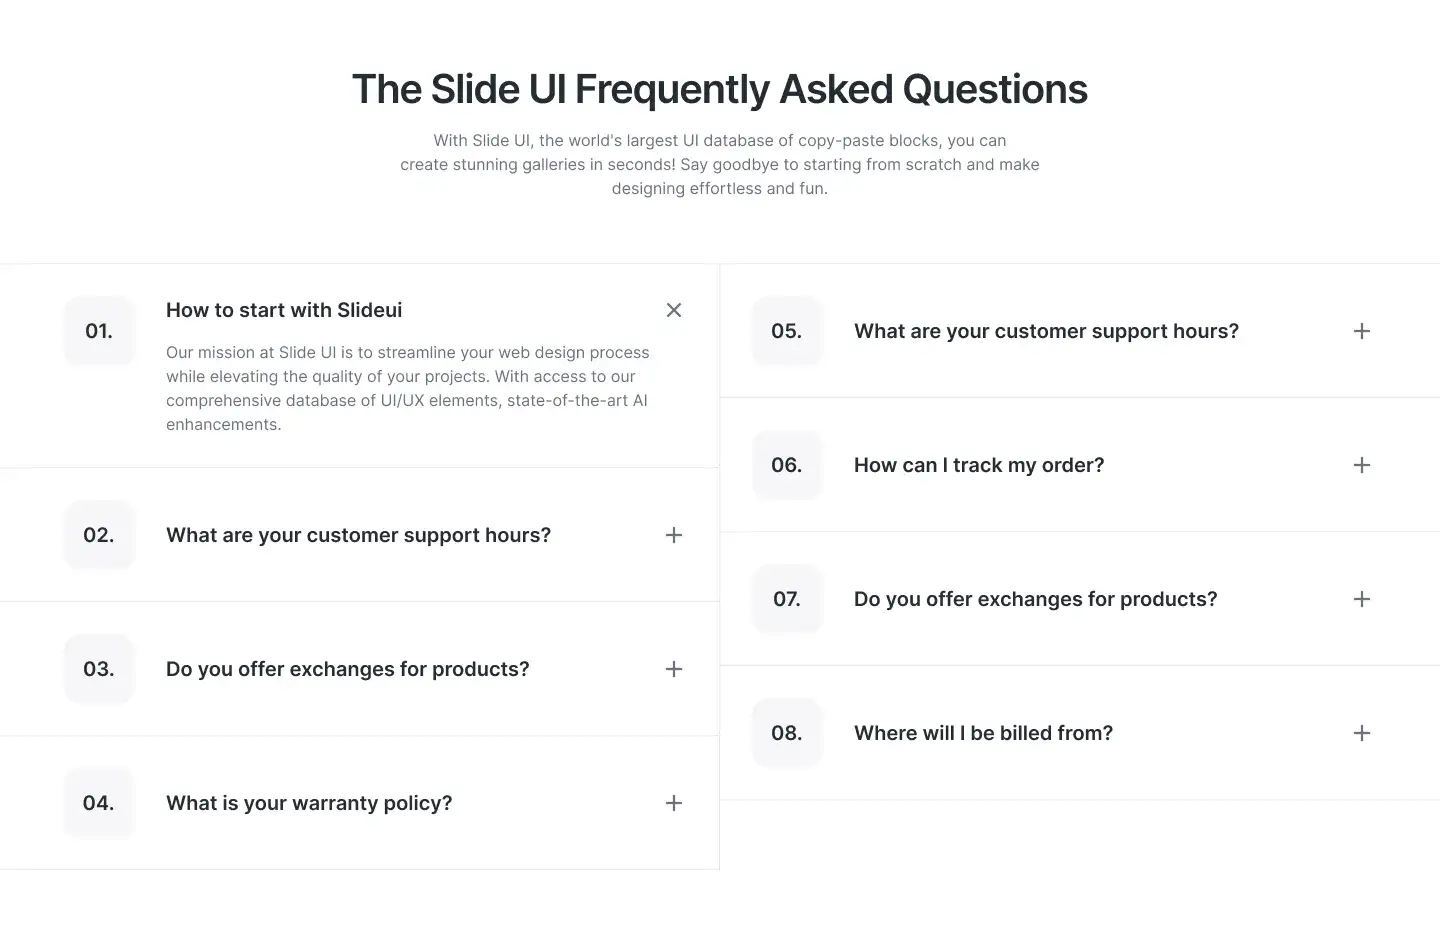 The Slide UI Frequently Asked Questions
With Slide UI, the world's largest UI database of copy-paste blocks, you can
create stunning galleries in seconds! Say goodbye to starting from scratch and make
designing effortless and fun.
01.
How to start with Slideui
Our mission at Slide UI is to streamline your web design process
while elevating the quality of your projects. With access to our
comprehensive database of UI/UX elements, state-of-the-art AI
enhancements.
02.
What are your customer support hours?
03.
Do you offer exchanges for products?
04.
What is your warranty policy?
05.
What are your customer support hours?
06.
How can I track my order?
07.
Do you offer exchanges for products?
08.
Where will I be billed from?